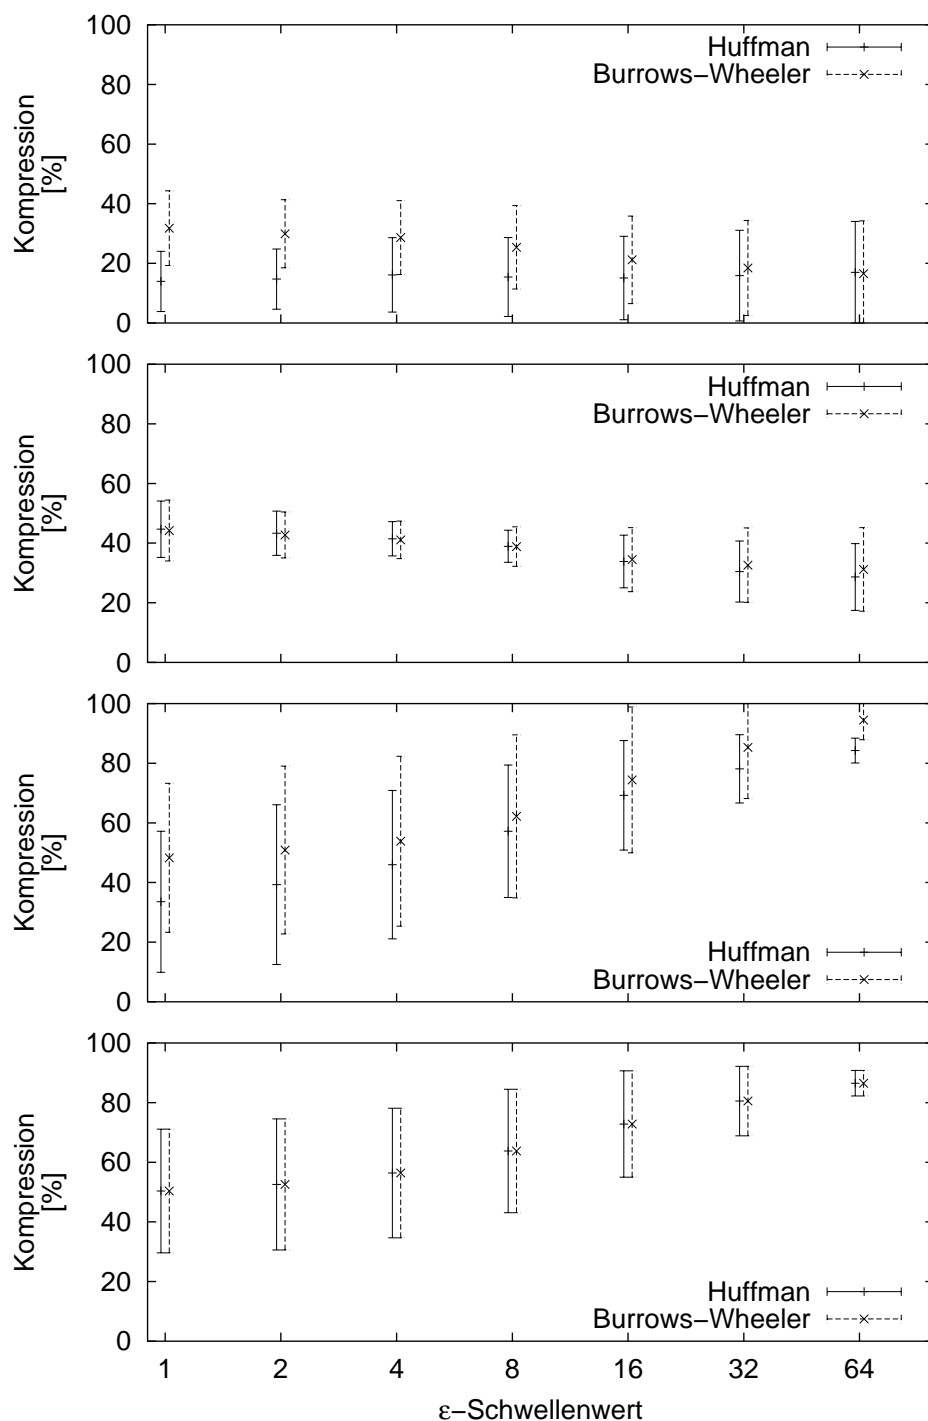 100
80
60
40
20
0
Kompression
[%]
Huffman
Burrows−Wheeler
100
80
60
40
20
0
Kompression
[%]
Huffman
Burrows−Wheeler
100
80
60
40
20
0
Kompression
[%]
Huffman
Burrows−Wheeler
100
80
60
40
20
0
Kompression
[%]
Huffman
Burrows−Wheeler
1 2 4 8 16 32 64
ε−Schwellenwert